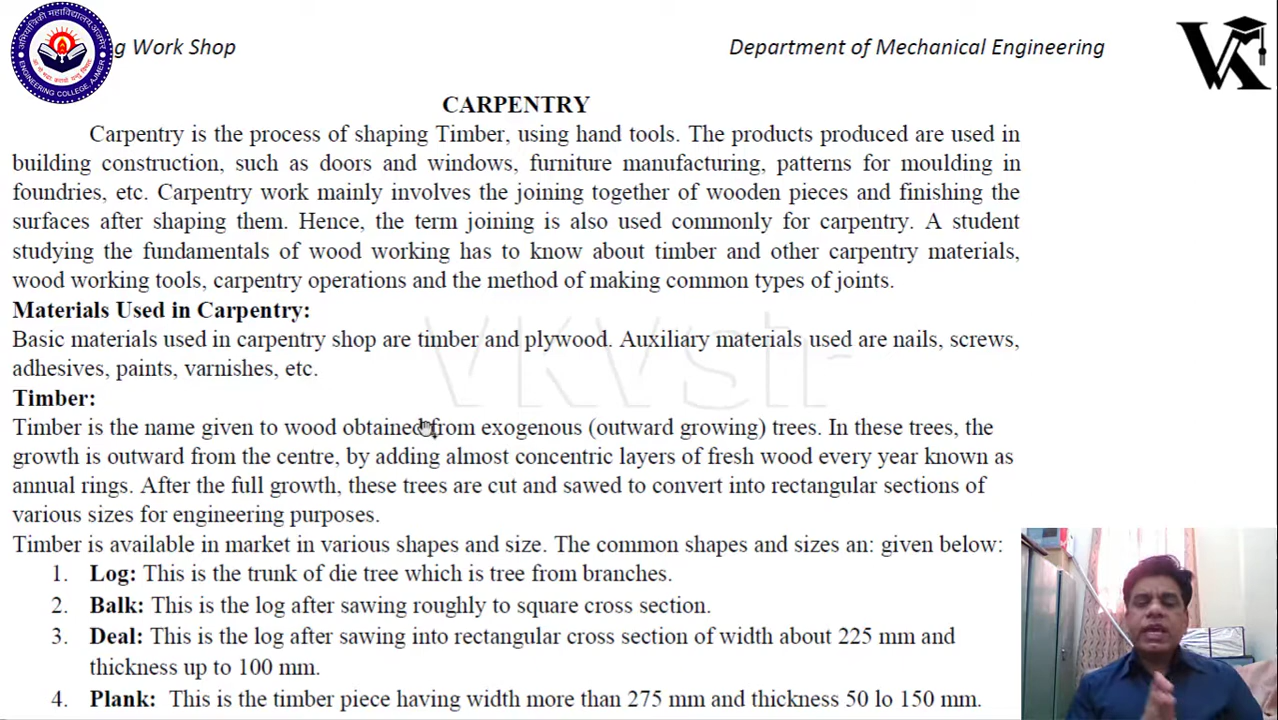 g Work Shop
Department of Mechanical Engineering
CARPENTRY
Carpentry is the process of shaping Timber, using hand tools. The products produced are used in
building construction, such as doors and windows, furniture manufacturing, patterns for moulding in
foundries, etc. Carpentry work mainly involves the joining together of wooden pieces and finishing the
surfaces after shaping them. Hence, the term joining is also used commonly for carpentry. A student
studying the fundamentals of wood working has to know about timber and other carpentry materials,
wood working tools, carpentry operations and the method of making common types of joints.
Materials Used in Carpentry:
Basic materials used in carpentry shop are timber and plywood. Auxiliary materials used are nails, screws,
adhesives, paints, varnishes, etc.
VKVsir
Timber:
Timber is the name given to wood obtained from exogenous (outward growing) trees. In these trees, the
growth is outward from the centre, by adding almost concentric layers of fresh wood every year known as
annual rings. After the full growth, these trees are cut and sawed to convert into rectangular sections of
various sizes for engineering purposes.
Timber is available in market in various shapes and size. The common shapes and sizes an: given below:
1. Log: This is the trunk of die tree which is tree from branches.
2. Balk: This is the log after sawing roughly to square cross section.
3. Deal: This is the log after sawing into rectangular cross section of width about 225 mm and
thickness up to 100 mm.
4. Plank: This is the timber piece having width more than 275 mm and thickness 50 lo 150 mm.
ENGINEERING COLLEGE, AJMER